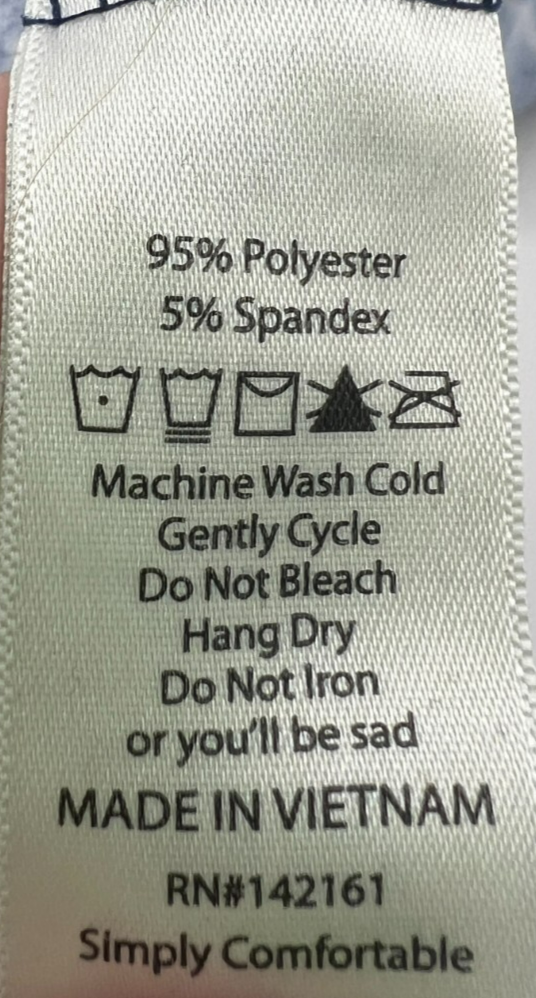 95% Polyester
5% Spandex
Machine Wash Cold
Gently Cycle
Do Not Bleach
Hang Dry
Do Not Iron
or you'll be sad
MADE IN VIETNAM
RN#142161
Simply Comfortable